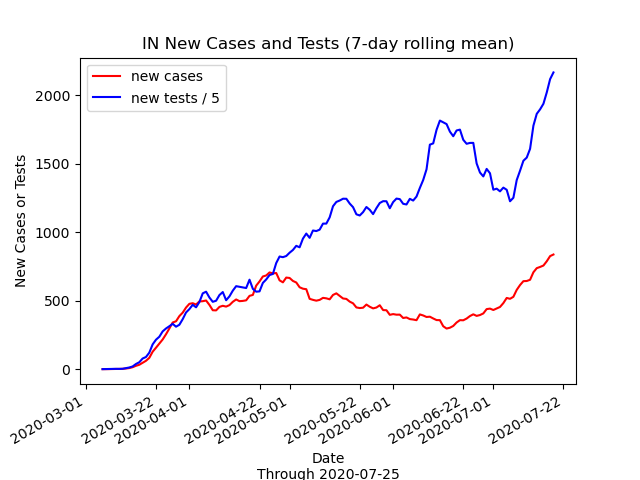 IN New Cases and Tests (7-day rolling mean)
new cases
new tests / 5
New Cases or Tests
2000
1500
1000
500
0
2020-03-01
2020-03-22
2020-04-01
2020-04-22
2020-05-01
2020-05-22
2020-06-01
2020-06-22
2020-07-01
2020-07-22
Date
Through 2020-07-25